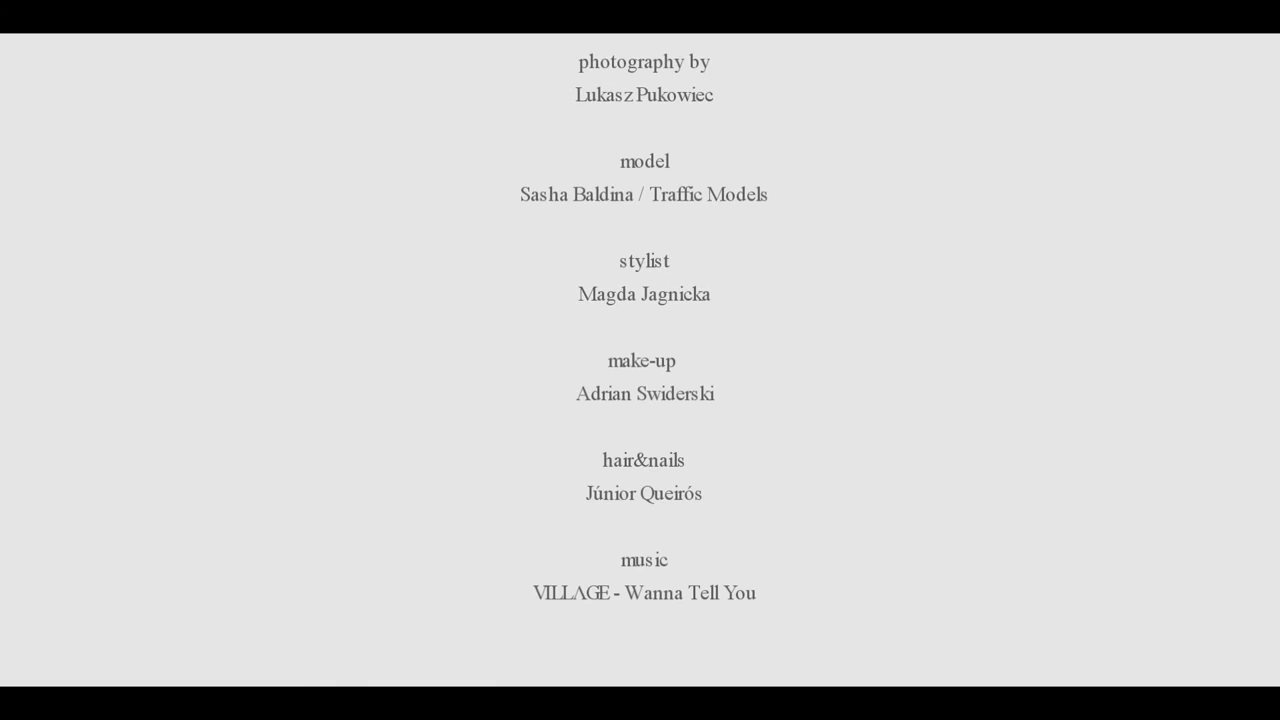 photography by
Lukasz Pukowiec
model
Sasha Baldina / Traffic Models
stylist
Magda Jagnicka
make-up
Adrian Swiderski
hair&nails
Júnior Queirós
music
VILLΛGE - Wanna Tell You